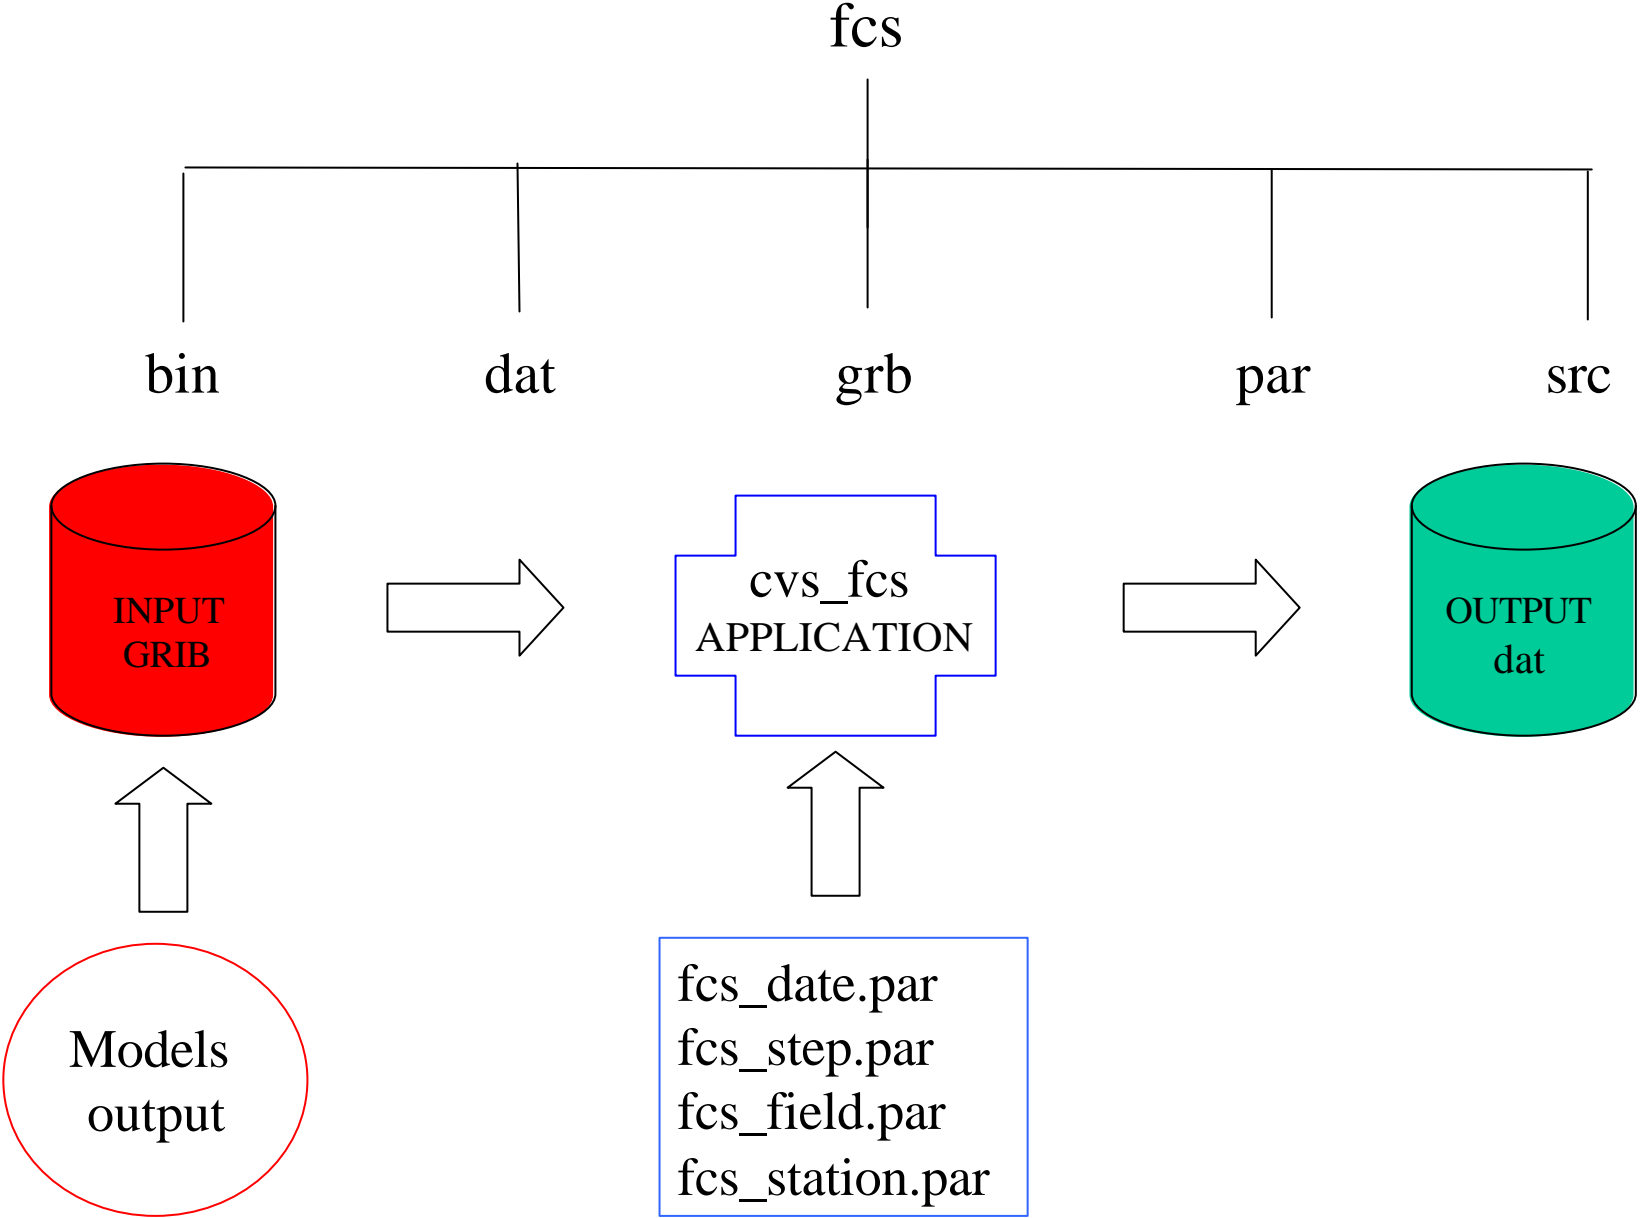 fcs
bin dat grb par src
INPUT
GRIB
cvs_fcs
APPLICATION
OUTPUT
dat
Models
output
fcs_date.par
fcs_step.par
fcs_field.par
fcs_station.par